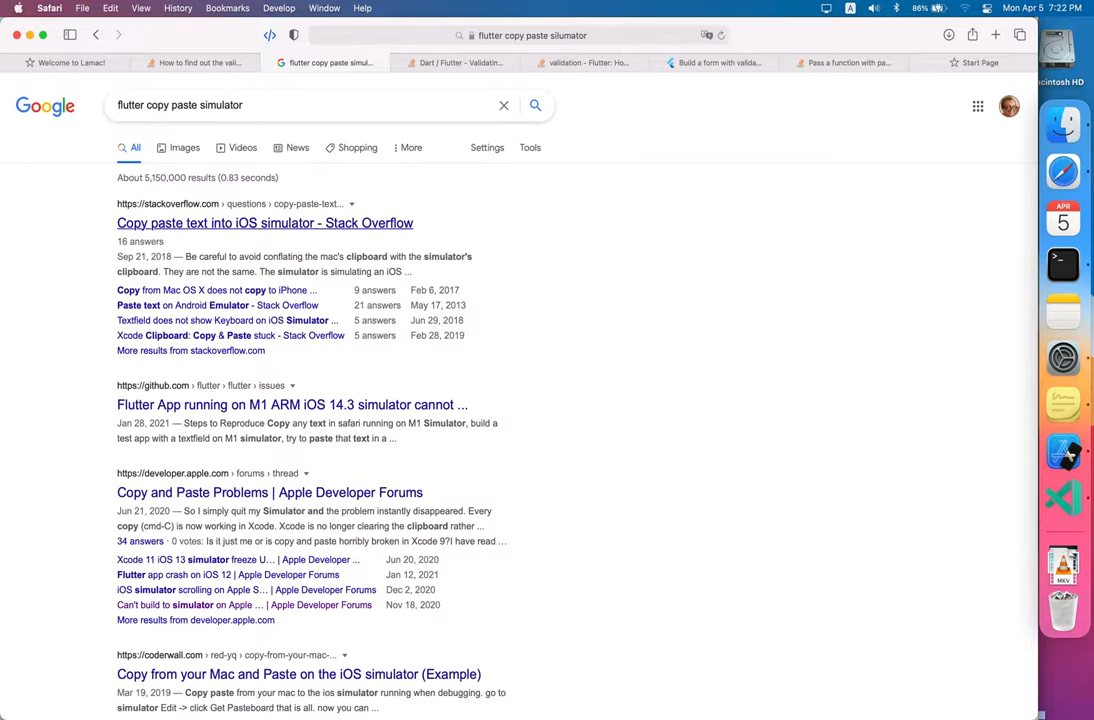 Safari File Edit View History Bookmarks Develop Window Help A 86% Mon Apr 5 7:22 PM
flutter copy paste silumator
Welcome to Lamac! How to find out the vali... flutter copy paste simul... Dart / Flutter - Validatin... validation - Flutter: Ho... Build a form with valida... Pass a function with pa... Start Page
Macintosh HD
Google flutter copy paste simulator
All Images Videos News Shopping More Settings Tools
About 5,150,000 results (0.83 seconds)
https://stackoverflow.com › questions › copy-paste-text...
Copy paste text into iOS simulator - Stack Overflow
16 answers
Sep 21, 2018 — Be careful to avoid conflating the mac's clipboard with the simulator's
clipboard. They are not the same. The simulator is simulating an iOS ...
Copy from Mac OS X does not copy to iPhone ... 9 answers Feb 6, 2017
Paste text on Android Emulator - Stack Overflow 21 answers May 17, 2013
Textfield does not show Keyboard on iOS Simulator ... 5 answers Jun 29, 2018
Xcode Clipboard: Copy & Paste stuck - Stack Overflow 5 answers Feb 28, 2019
More results from stackoverflow.com
https://github.com › flutter › flutter › issues
Flutter App running on M1 ARM iOS 14.3 simulator cannot ...
Jan 28, 2021 — Steps to Reproduce Copy any text in safari running on M1 Simulator, build a
test app with a textfield on M1 simulator, try to paste that text in a ...
https://developer.apple.com › forums › thread
Copy and Paste Problems | Apple Developer Forums
Jun 21, 2020 — So I simply quit my Simulator and the problem instantly disappeared. Every
copy (cmd-C) is now working in Xcode. Xcode is no longer clearing the clipboard rather ...
34 answers · 0 votes: Is it just me or is copy and paste horribly broken in Xcode 9?I have read ...
Xcode 11 iOS 13 simulator freeze U... | Apple Developer ... Jun 20, 2020
Flutter app crash on iOS 12 | Apple Developer Forums Jan 12, 2021
iOS simulator scrolling on Apple S... | Apple Developer Forums Dec 2, 2020
Can't build to simulator on Apple ... | Apple Developer Forums Nov 18, 2020
More results from developer.apple.com
https://coderwall.com › red-yq › copy-from-your-mac-...
Copy from your Mac and Paste on the iOS simulator (Example)
Mar 19, 2019 — Copy paste from your mac to the ios simulator running when debugging. go to
simulator Edit -> click Get Pasteboard that is all. now you can ...
APR
5
MKV